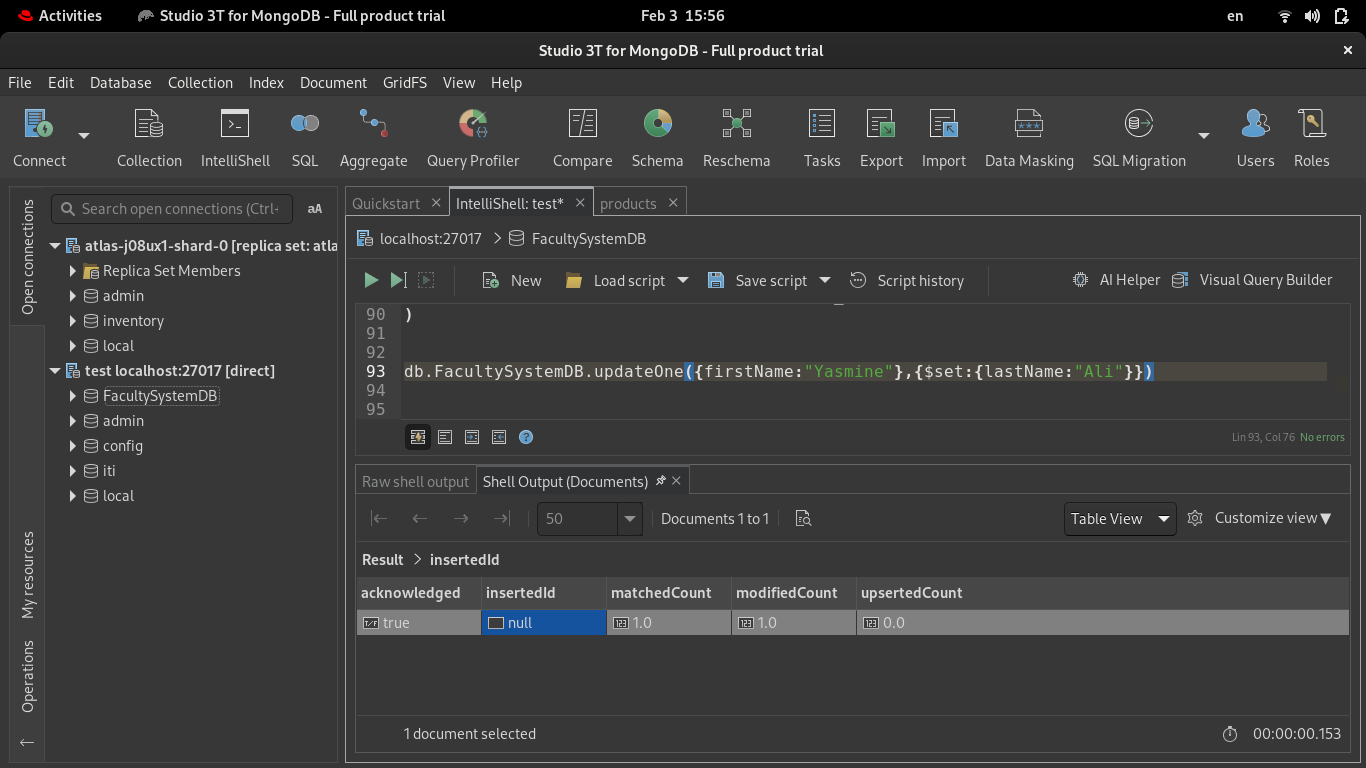 Activities
Studio 3T for MongoDB - Full product trial
Feb 3 15:56
en
Studio 3T for MongoDB - Full product trial
File Edit Database Collection Index Document GridFS View Help
Connect Collection IntelliShell SQL Aggregate Query Profiler Compare Schema Reschema Tasks Export Import Data Masking SQL Migration Users Roles
Open connections
My resources
Operations
Search open connections (Ctrl-
aA
atlas-j08ux1-shard-0 [replica set: atla
Replica Set Members
admin
inventory
local
test localhost:27017 [direct]
FacultySystemDB
admin
config
iti
local
Quickstart
IntelliShell: test*
products
localhost:27017
FacultySystemDB
New Load script Save script Script history AI Helper Visual Query Builder
90 )
91
92
93 db.FacultySystemDB.updateOne({firstName:"Yasmine"},{$set:{lastName:"Ali"}})
94
95
Lin 93, Col 76 No errors
Raw shell output
Shell Output (Documents)
50
Documents 1 to 1
Table View
Customize view
Result > insertedId
acknowledged insertedId matchedCount modifiedCount upsertedCount
T/F true null 123 1.0 123 1.0 123 0.0
1 document selected
00:00:00.153